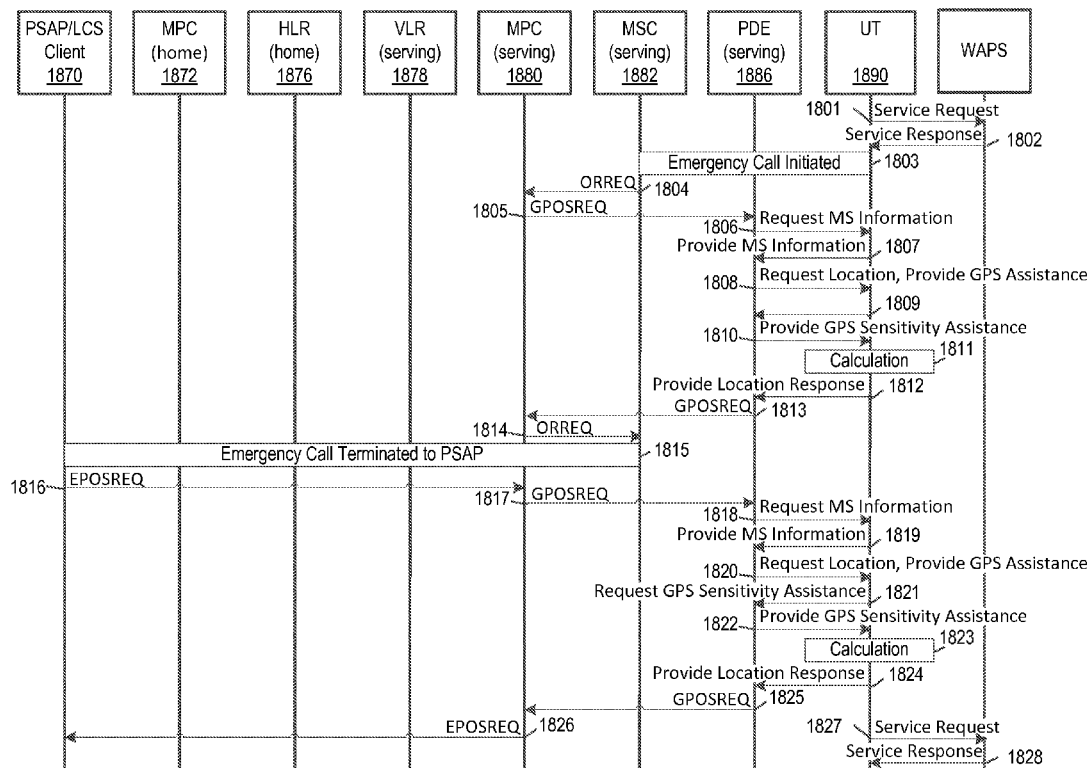 PSAP/LCS
Client
1870
MPC
(home)
1872
HLR
(home)
1876
VLR
(serving)
1878
MPC
(serving)
1880
MSC
(serving)
1882
PDE
(serving)
1886
UT
1890
WAPS
1801 Service Request
Service Response 1802
Emergency Call Initiated 1803
ORREQ 1804
1805 GPOSREQ
1806 Request MS Information
Provide MS Information 1807
1808 Request Location, Provide GPS Assistance
1809
1810 Provide GPS Sensitivity Assistance
Calculation 1811
Provide Location Response 1812
GPOSREQ 1813
1814 ORREQ
Emergency Call Terminated to PSAP 1815
1816 EPOSREQ
1817 GPOSREQ
1818 Request MS Information
Provide MS Information 1819
1820 Request Location, Provide GPS Assistance
Request GPS Sensitivity Assistance 1821
1822 Provide GPS Sensitivity Assistance
Calculation 1823
Provide Location Response 1824
GPOSREQ 1825
EPOSREQ 1826
1827 Service Request
Service Response 1828